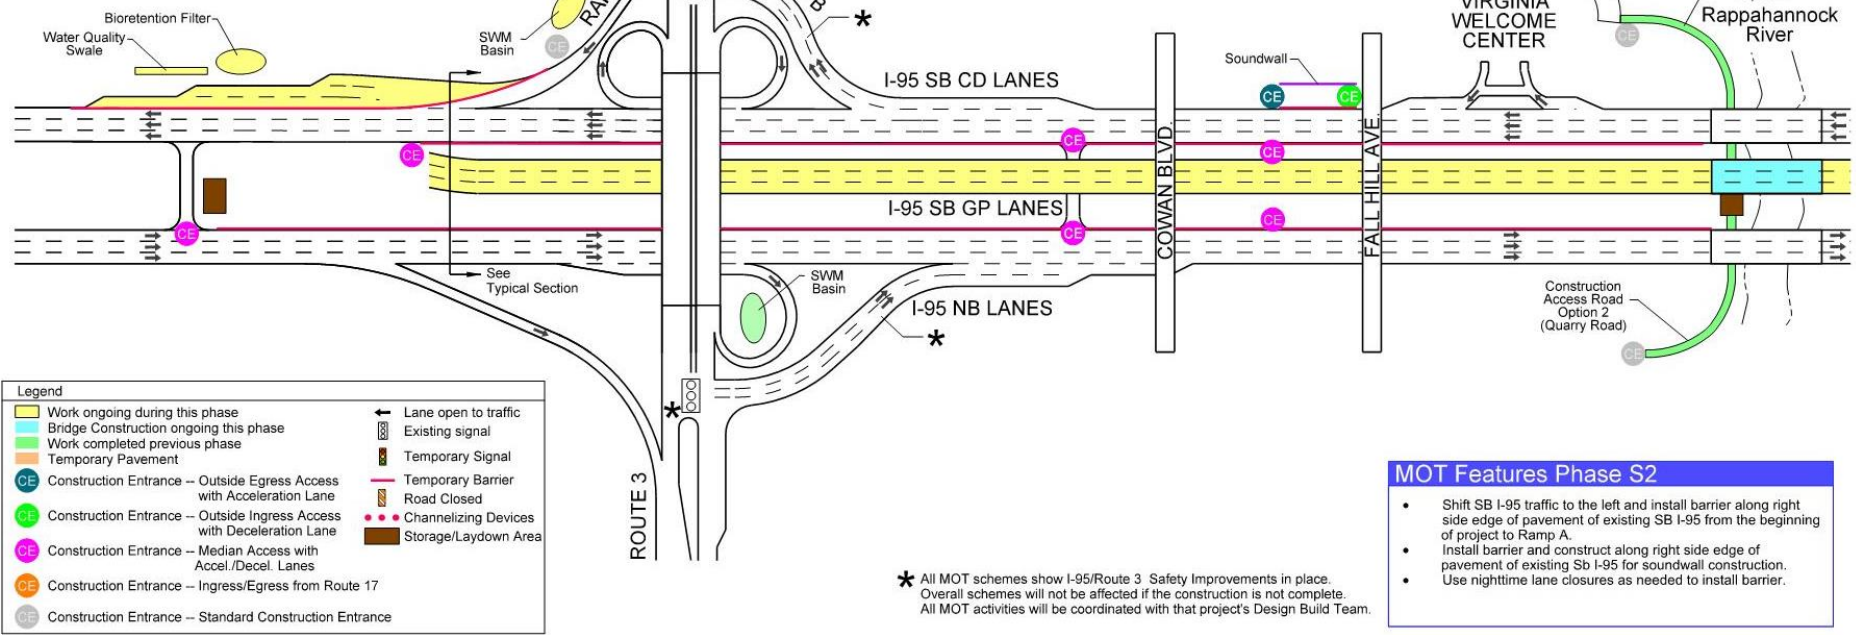 Bioretention Filter
Water Quality
Swale
SWM
Basin
CE
B
*
VIRGINIA
WELCOME
CENTER
Rappahannock
River
CE
Soundwall
I-95 SB CD LANES
CE
CE
CE
CE
CE
COWAN BLVD.
FALL HILL AVE.
I-95 SB GP LANES
CE
CE
CE
See
Typical Section
SWM
Basin
I-95 NB LANES
*
Construction
Access Road
Option 2
(Quarry Road)
CE
*
ROUTE 3
Legend
Work ongoing during this phase
Bridge Construction ongoing this phase
Work completed previous phase
Temporary Pavement
CE Construction Entrance -- Outside Egress Access
with Acceleration Lane
CE Construction Entrance -- Outside Ingress Access
with Deceleration Lane
CE Construction Entrance -- Median Access with
Accel./Decel. Lanes
CE Construction Entrance -- Ingress/Egress from Route 17
CE Construction Entrance -- Standard Construction Entrance
Lane open to traffic
Existing signal
Temporary Signal
Temporary Barrier
Road Closed
Channelizing Devices
Storage/Laydown Area
MOT Features Phase S2
• Shift SB I-95 traffic to the left and install barrier along right
side edge of pavement of existing SB I-95 from the beginning
of project to Ramp A.
• Install barrier and construct along right side edge of
pavement of existing Sb I-95 for soundwall construction.
• Use nighttime lane closures as needed to install barrier.
* All MOT schemes show I-95/Route 3 Safety Improvements in place.
Overall schemes will not be affected if the construction is not complete.
All MOT activities will be coordinated with that project's Design Build Team.